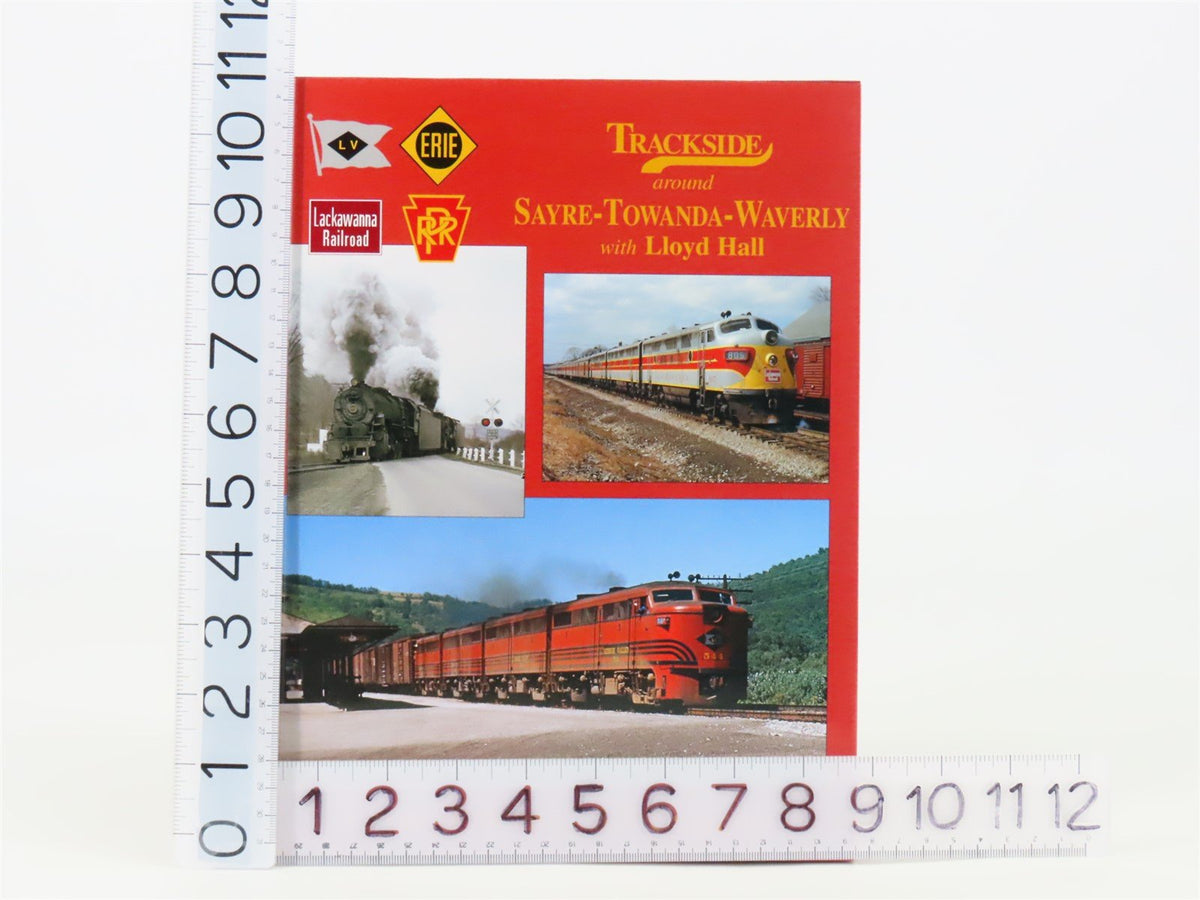 12
11
10
9
8
7
6
5
4
3
2
1
0
L V
ERIE
Lackawanna
Railroad
PRR
TRACKSIDE
around
SAYRE-TOWANDA-WAVERLY
with Lloyd Hall
1 2 3 4 5 6 7 8 9 10 11 12